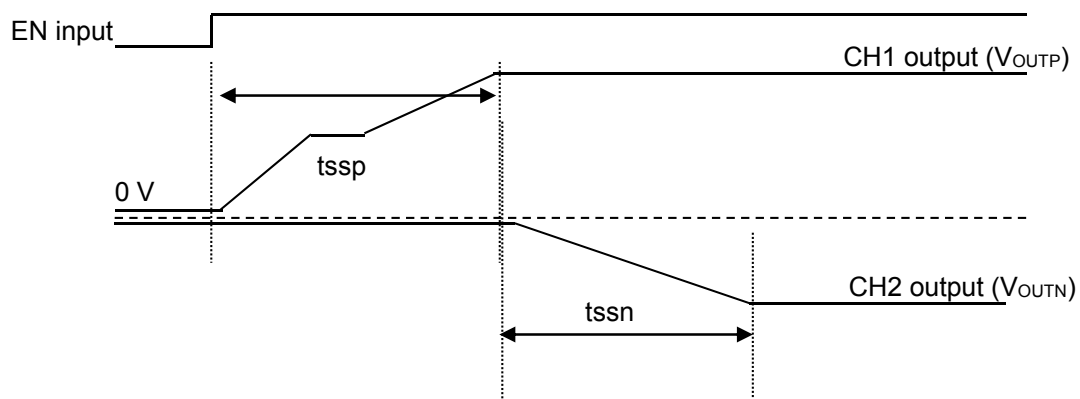 EN input
CH1 output (VOUTP)
tssp
0 V
CH2 output (VOUTN)
tssn